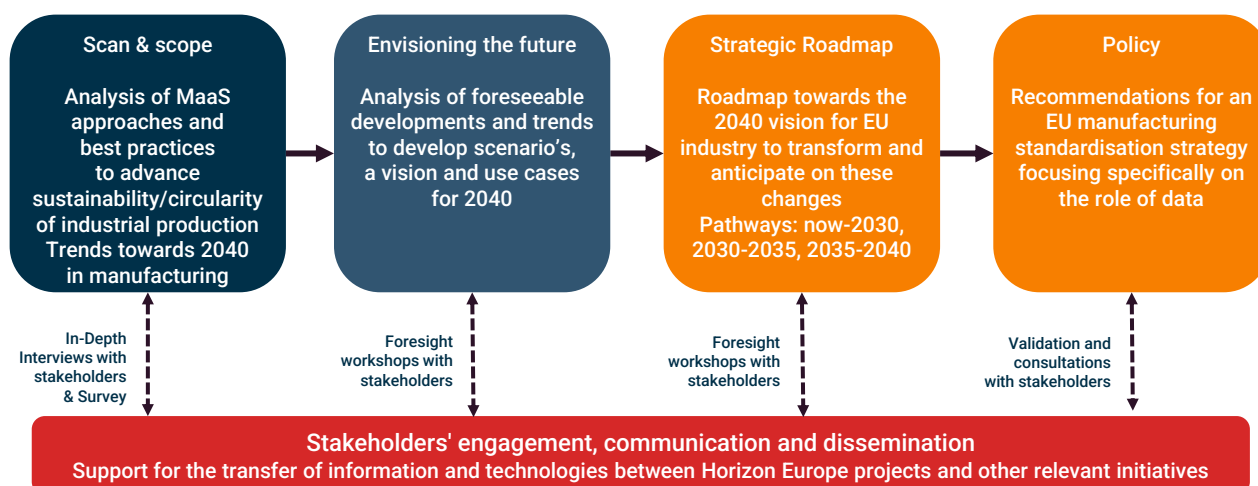 Scan & scope
Analysis of MaaS
approaches and
best practices
to advance
sustainability/circularity
of industrial production
Trends towards 2040
in manufacturing
Envisioning the future
Analysis of foreseeable
developments and trends
to develop scenario's,
a vision and use cases
for 2040
Strategic Roadmap
Roadmap towards the
2040 vision for EU
industry to transform and
anticipate on these
changes
Pathways: now-2030,
2030-2035, 2035-2040
Policy
Recommendations for an
EU manufacturing
standardisation strategy
focusing specifically on
the role of data
In-Depth
Interviews with
stakeholders
& Survey
Foresight
workshops with
stakeholders
Foresight
workshops with
stakeholders
Validation and
consultations
with stakeholders
Stakeholders' engagement, communication and dissemination
Support for the transfer of information and technologies between Horizon Europe projects and other relevant initiatives